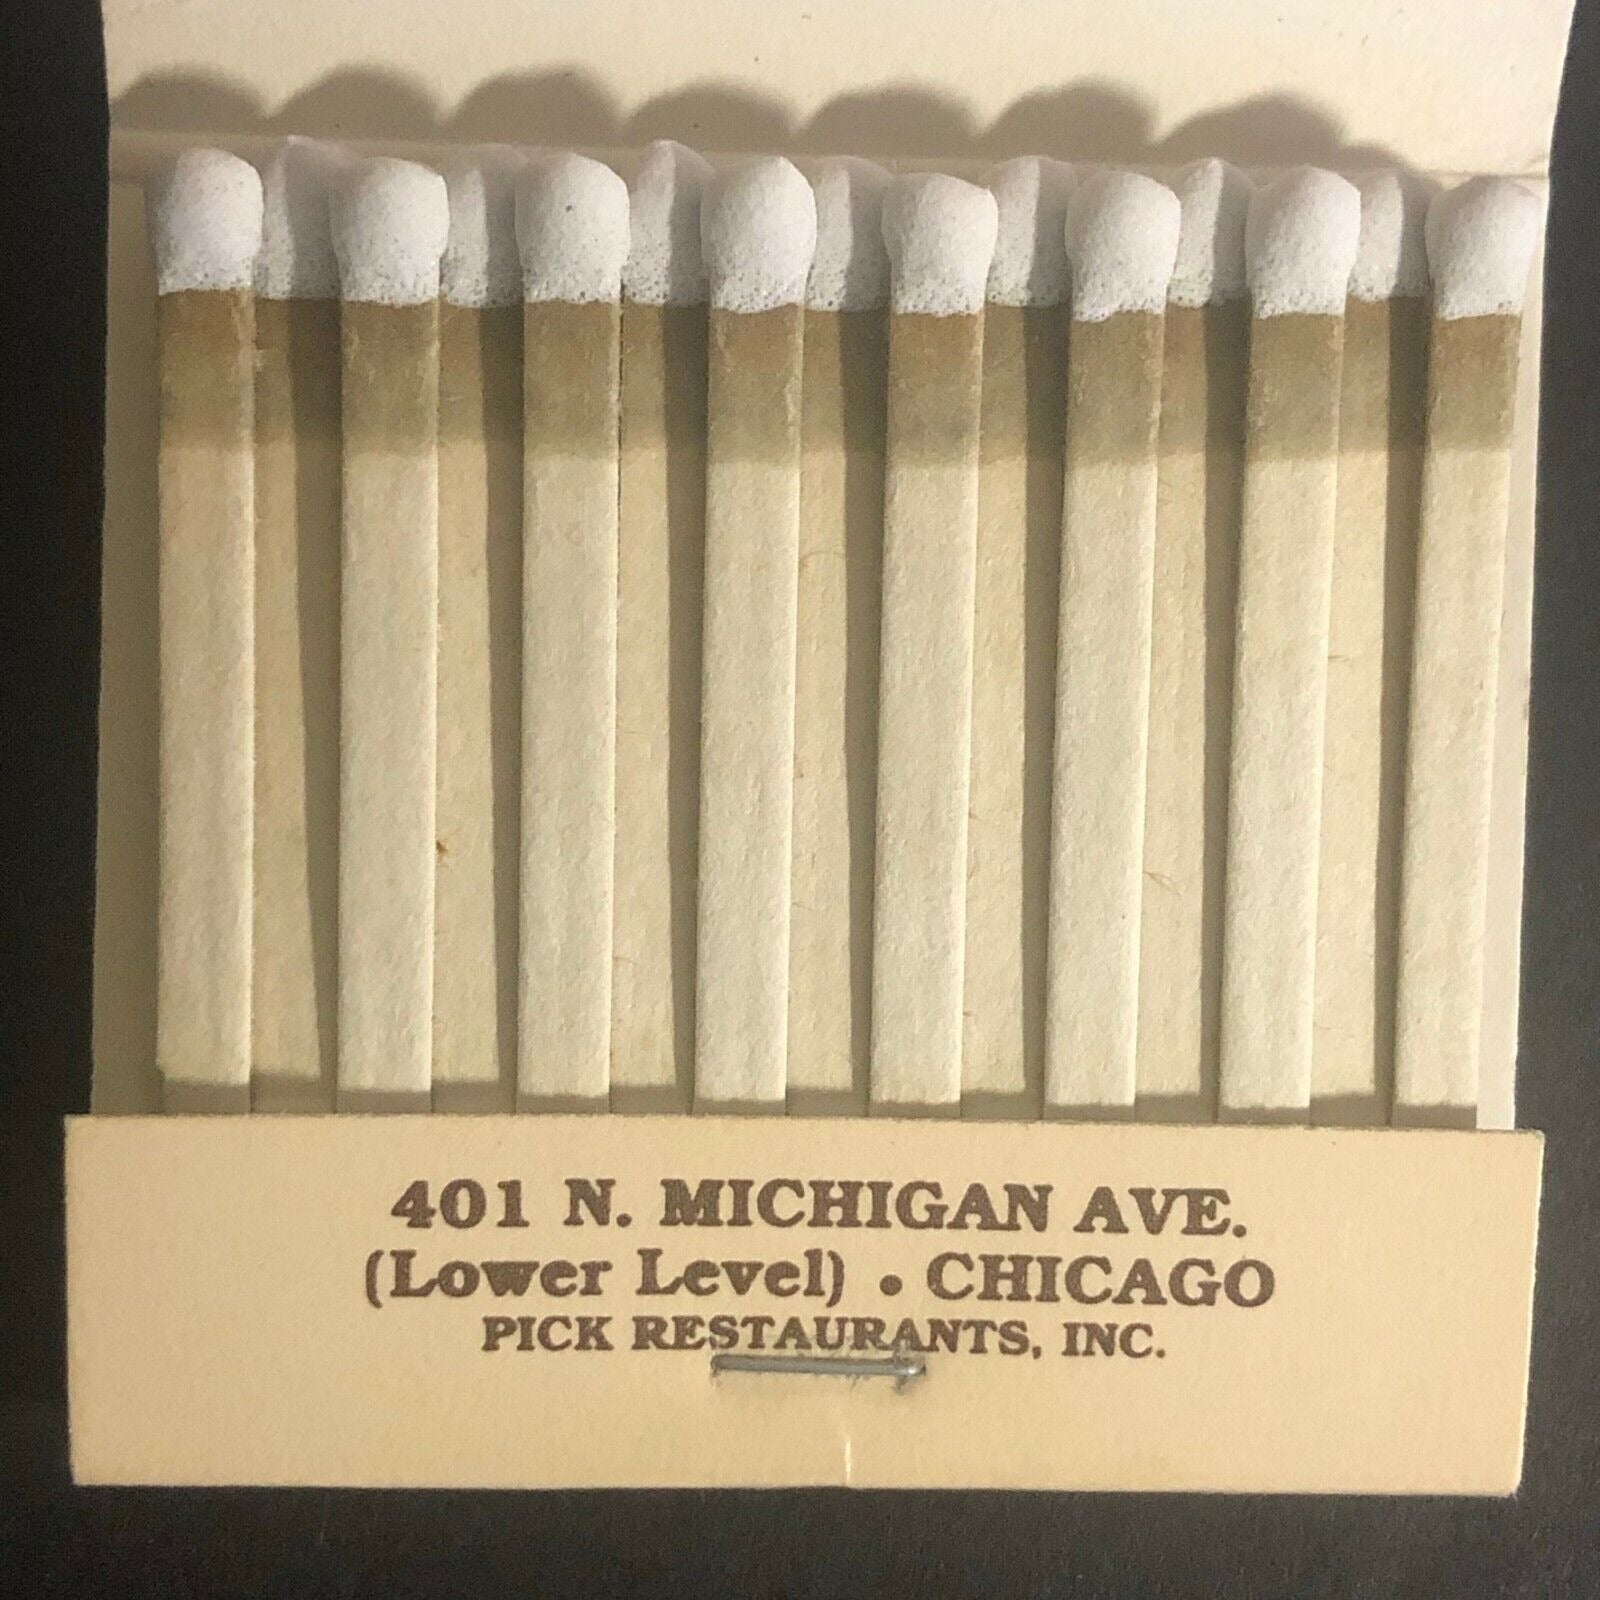 401 N. MICHIGAN AVE.
(Lower Level) • CHICAGO
PICK RESTAURANTS, INC.